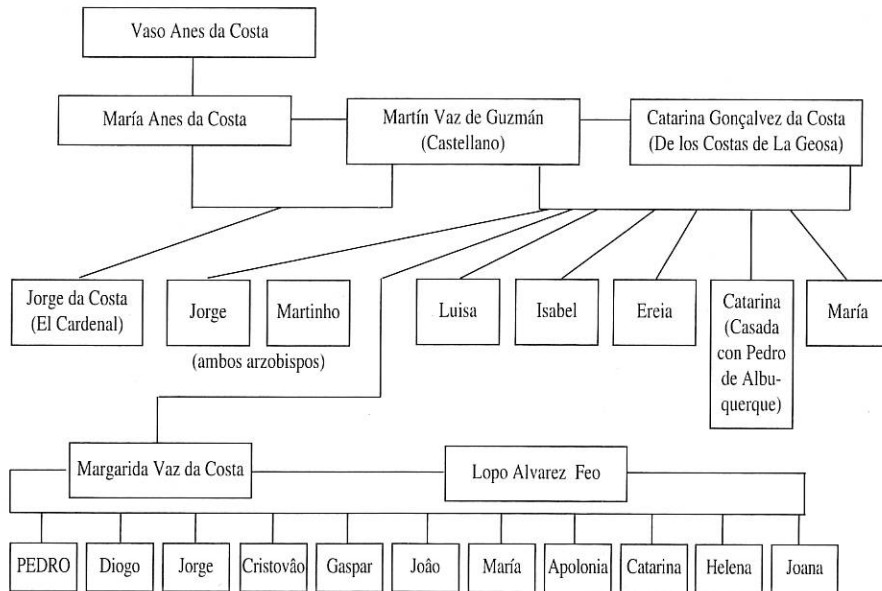 Vaso Anes da Costa
María Anes da Costa
Martín Vaz de Guzmán
(Castellano)
Catarina Gonçalvez da Costa
(De los Costas de La Geosa)
Jorge da Costa
(El Cardenal)
Jorge
Martinho
(ambos arzobispos)
Luisa
Isabel
Ereia
Catarina
(Casada
con Pedro
de Albu-
querque)
María
Margarida Vaz da Costa
Lopo Alvarez Feo
PEDRO
Diogo
Jorge
Cristovâo
Gaspar
Joâo
María
Apolonia
Catarina
Helena
Joana